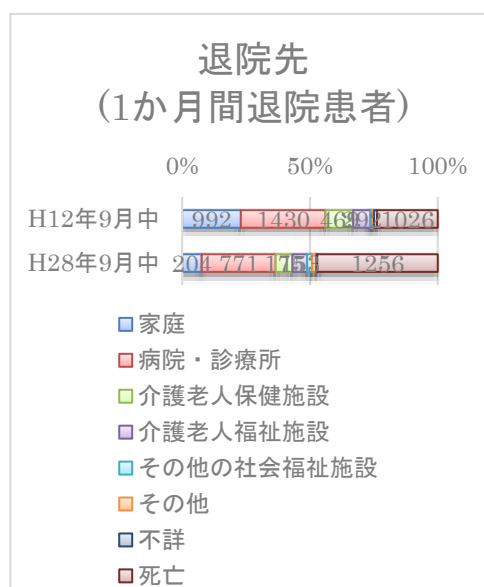 退院先
(1か月間退院患者)
0% 50% 100%
H12年9月中 992 1430 1026
H28年9月中 204 771 1256
家庭
病院・診療所
介護老人保健施設
介護老人福祉施設
その他の社会福祉施設
その他
不詳
死亡